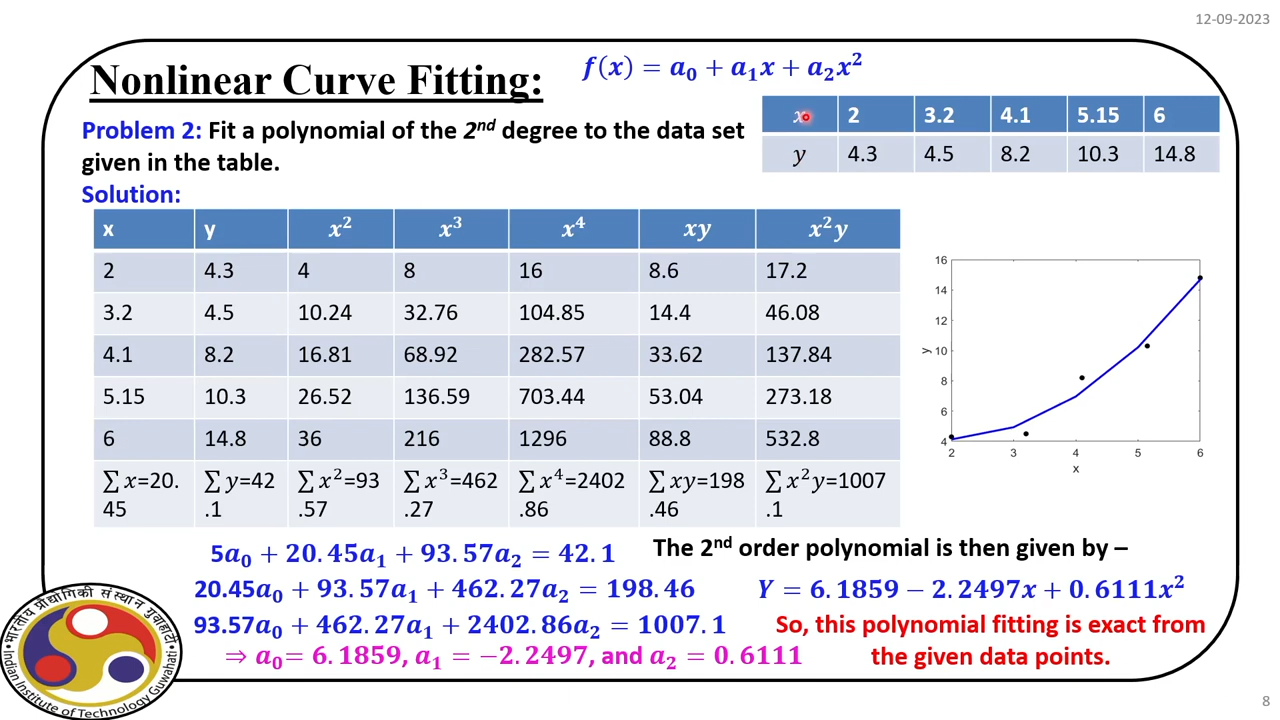 12-09-2023
Nonlinear Curve Fitting:
f(x) = a₀ + a₁x + a₂x²
Problem 2: Fit a polynomial of the 2ⁿᵈ degree to the data set
given in the table.
x 2 3.2 4.1 5.15 6
y 4.3 4.5 8.2 10.3 14.8
Solution:
x y x² x³ x⁴ xy x²y
2 4.3 4 8 16 8.6 17.2
3.2 4.5 10.24 32.76 104.85 14.4 46.08
4.1 8.2 16.81 68.92 282.57 33.62 137.84
5.15 10.3 26.52 136.59 703.44 53.04 273.18
6 14.8 36 216 1296 88.8 532.8
∑x=20. ∑y=42 ∑x²=93 ∑x³=462 ∑x⁴=2402 ∑xy=198 ∑x²y=1007
45 .1 .57 .27 .86 .46 .1
16
14
12
10
8
6
4
y
2 3 4 5 6
x
5a₀ + 20.45a₁ + 93.57a₂ = 42.1
20.45a₀ + 93.57a₁ + 462.27a₂ = 198.46
93.57a₀ + 462.27a₁ + 2402.86a₂ = 1007.1
⇒ a₀= 6.1859, a₁ = −2.2497, and a₂ = 0.6111
The 2ⁿᵈ order polynomial is then given by –
Y = 6.1859 − 2.2497x + 0.6111x²
So, this polynomial fitting is exact from
the given data points.
भारतीय प्रौद्योगिकी संस्थान गुवाहाटी
Indian Institute of Technology Guwahati
8